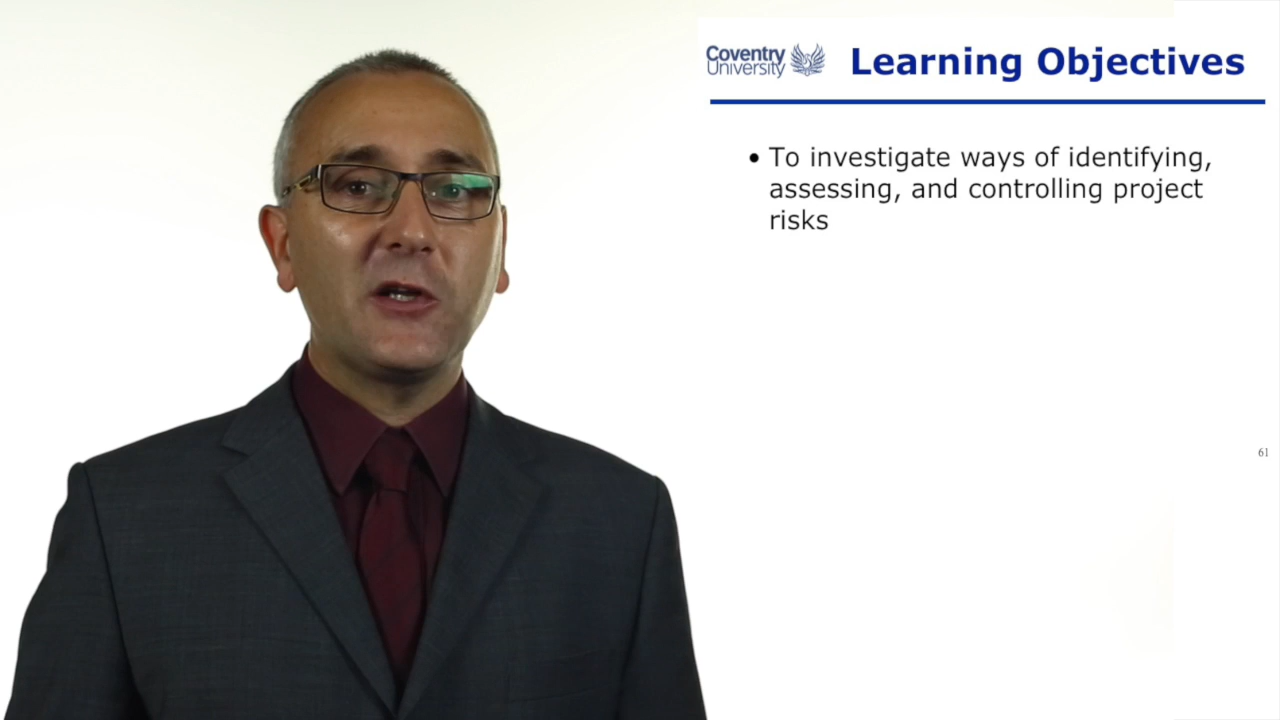 Coventry
University
Learning Objectives
• To investigate ways of identifying,
assessing, and controlling project
risks
61